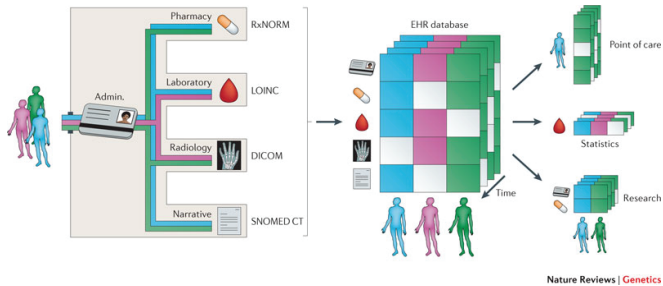 Pharmacy
RxNORM
Admin.
Laboratory
LOINC
Radiology
DICOM
Narrative
SNOMED CT
EHR database
Time
Point of care
Statistics
Research
Nature Reviews | Genetics